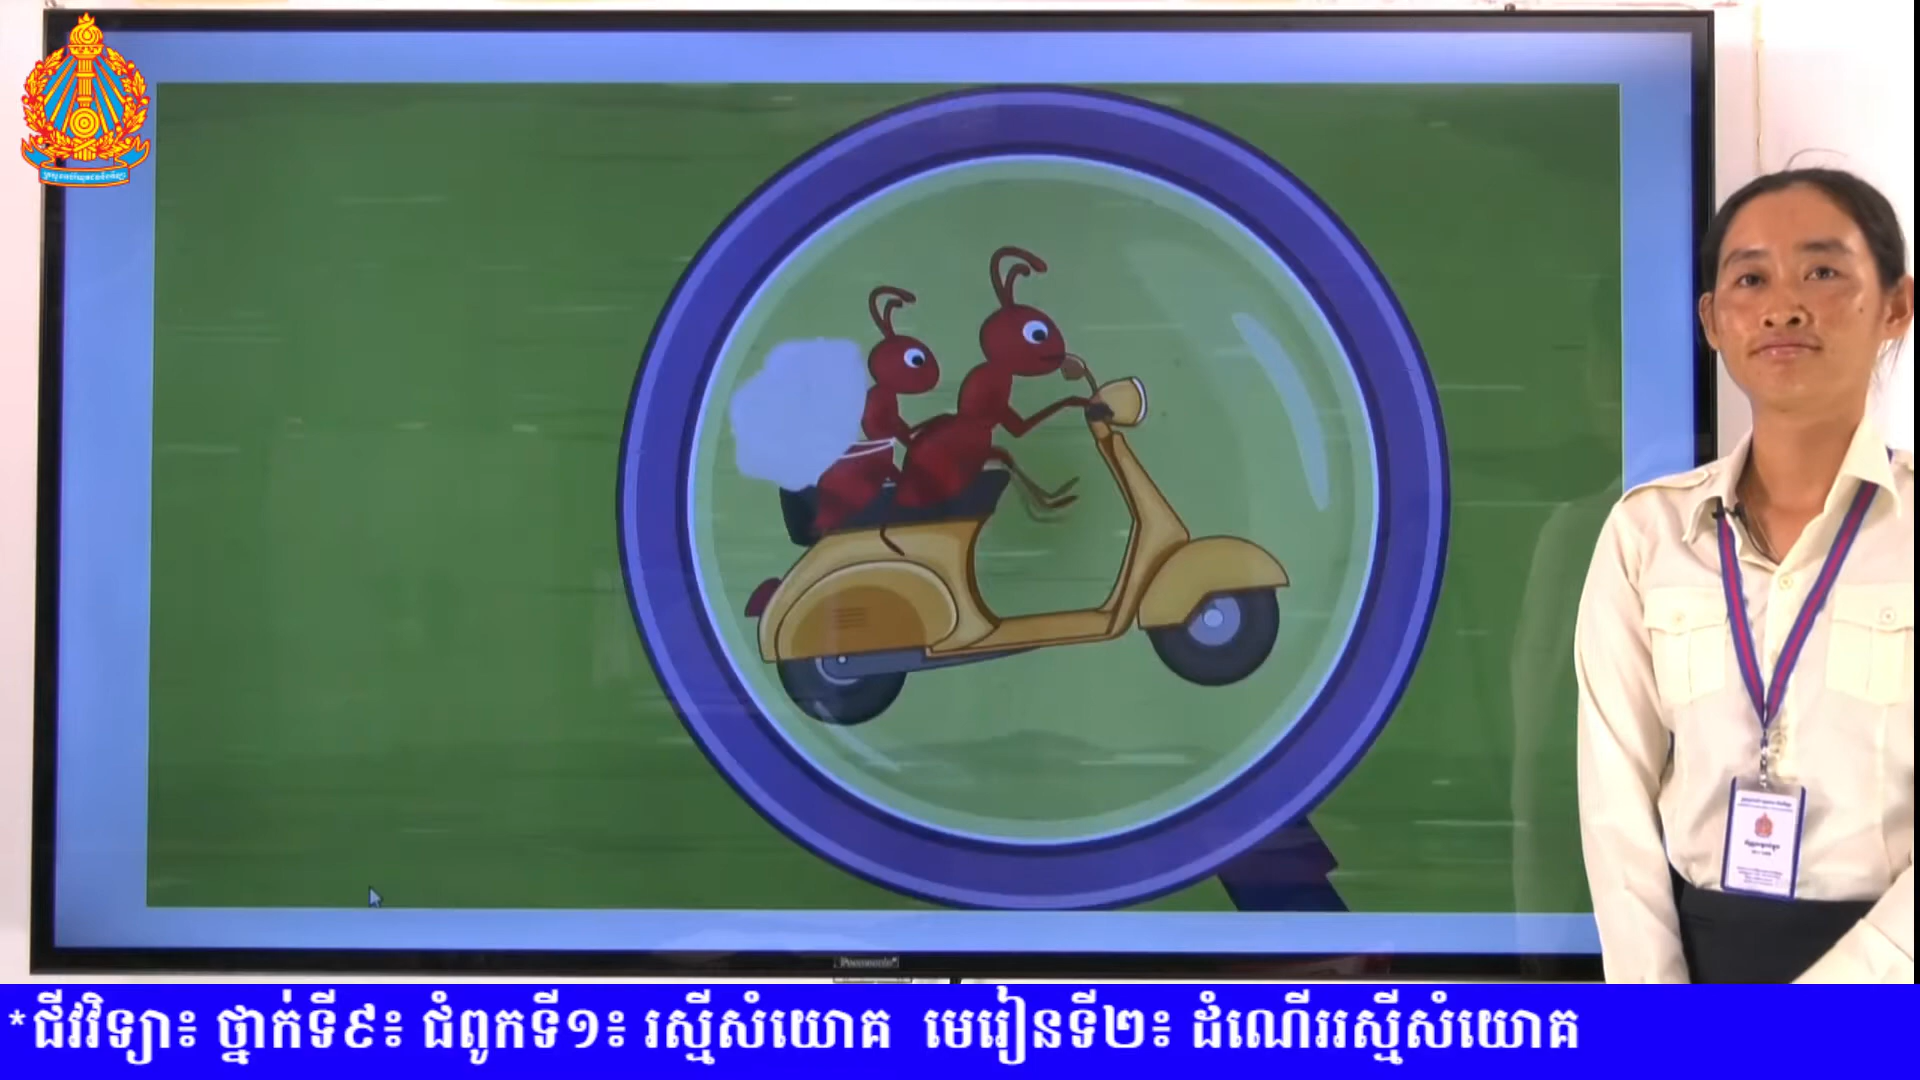 Panasonic
*ជីវវិទ្យា៖ ថ្នាក់ទី៩៖ ជំពូកទី១៖ រស្មីសំយោគ មេរៀនទី២៖ ដំណើររស្មីសំយោគ